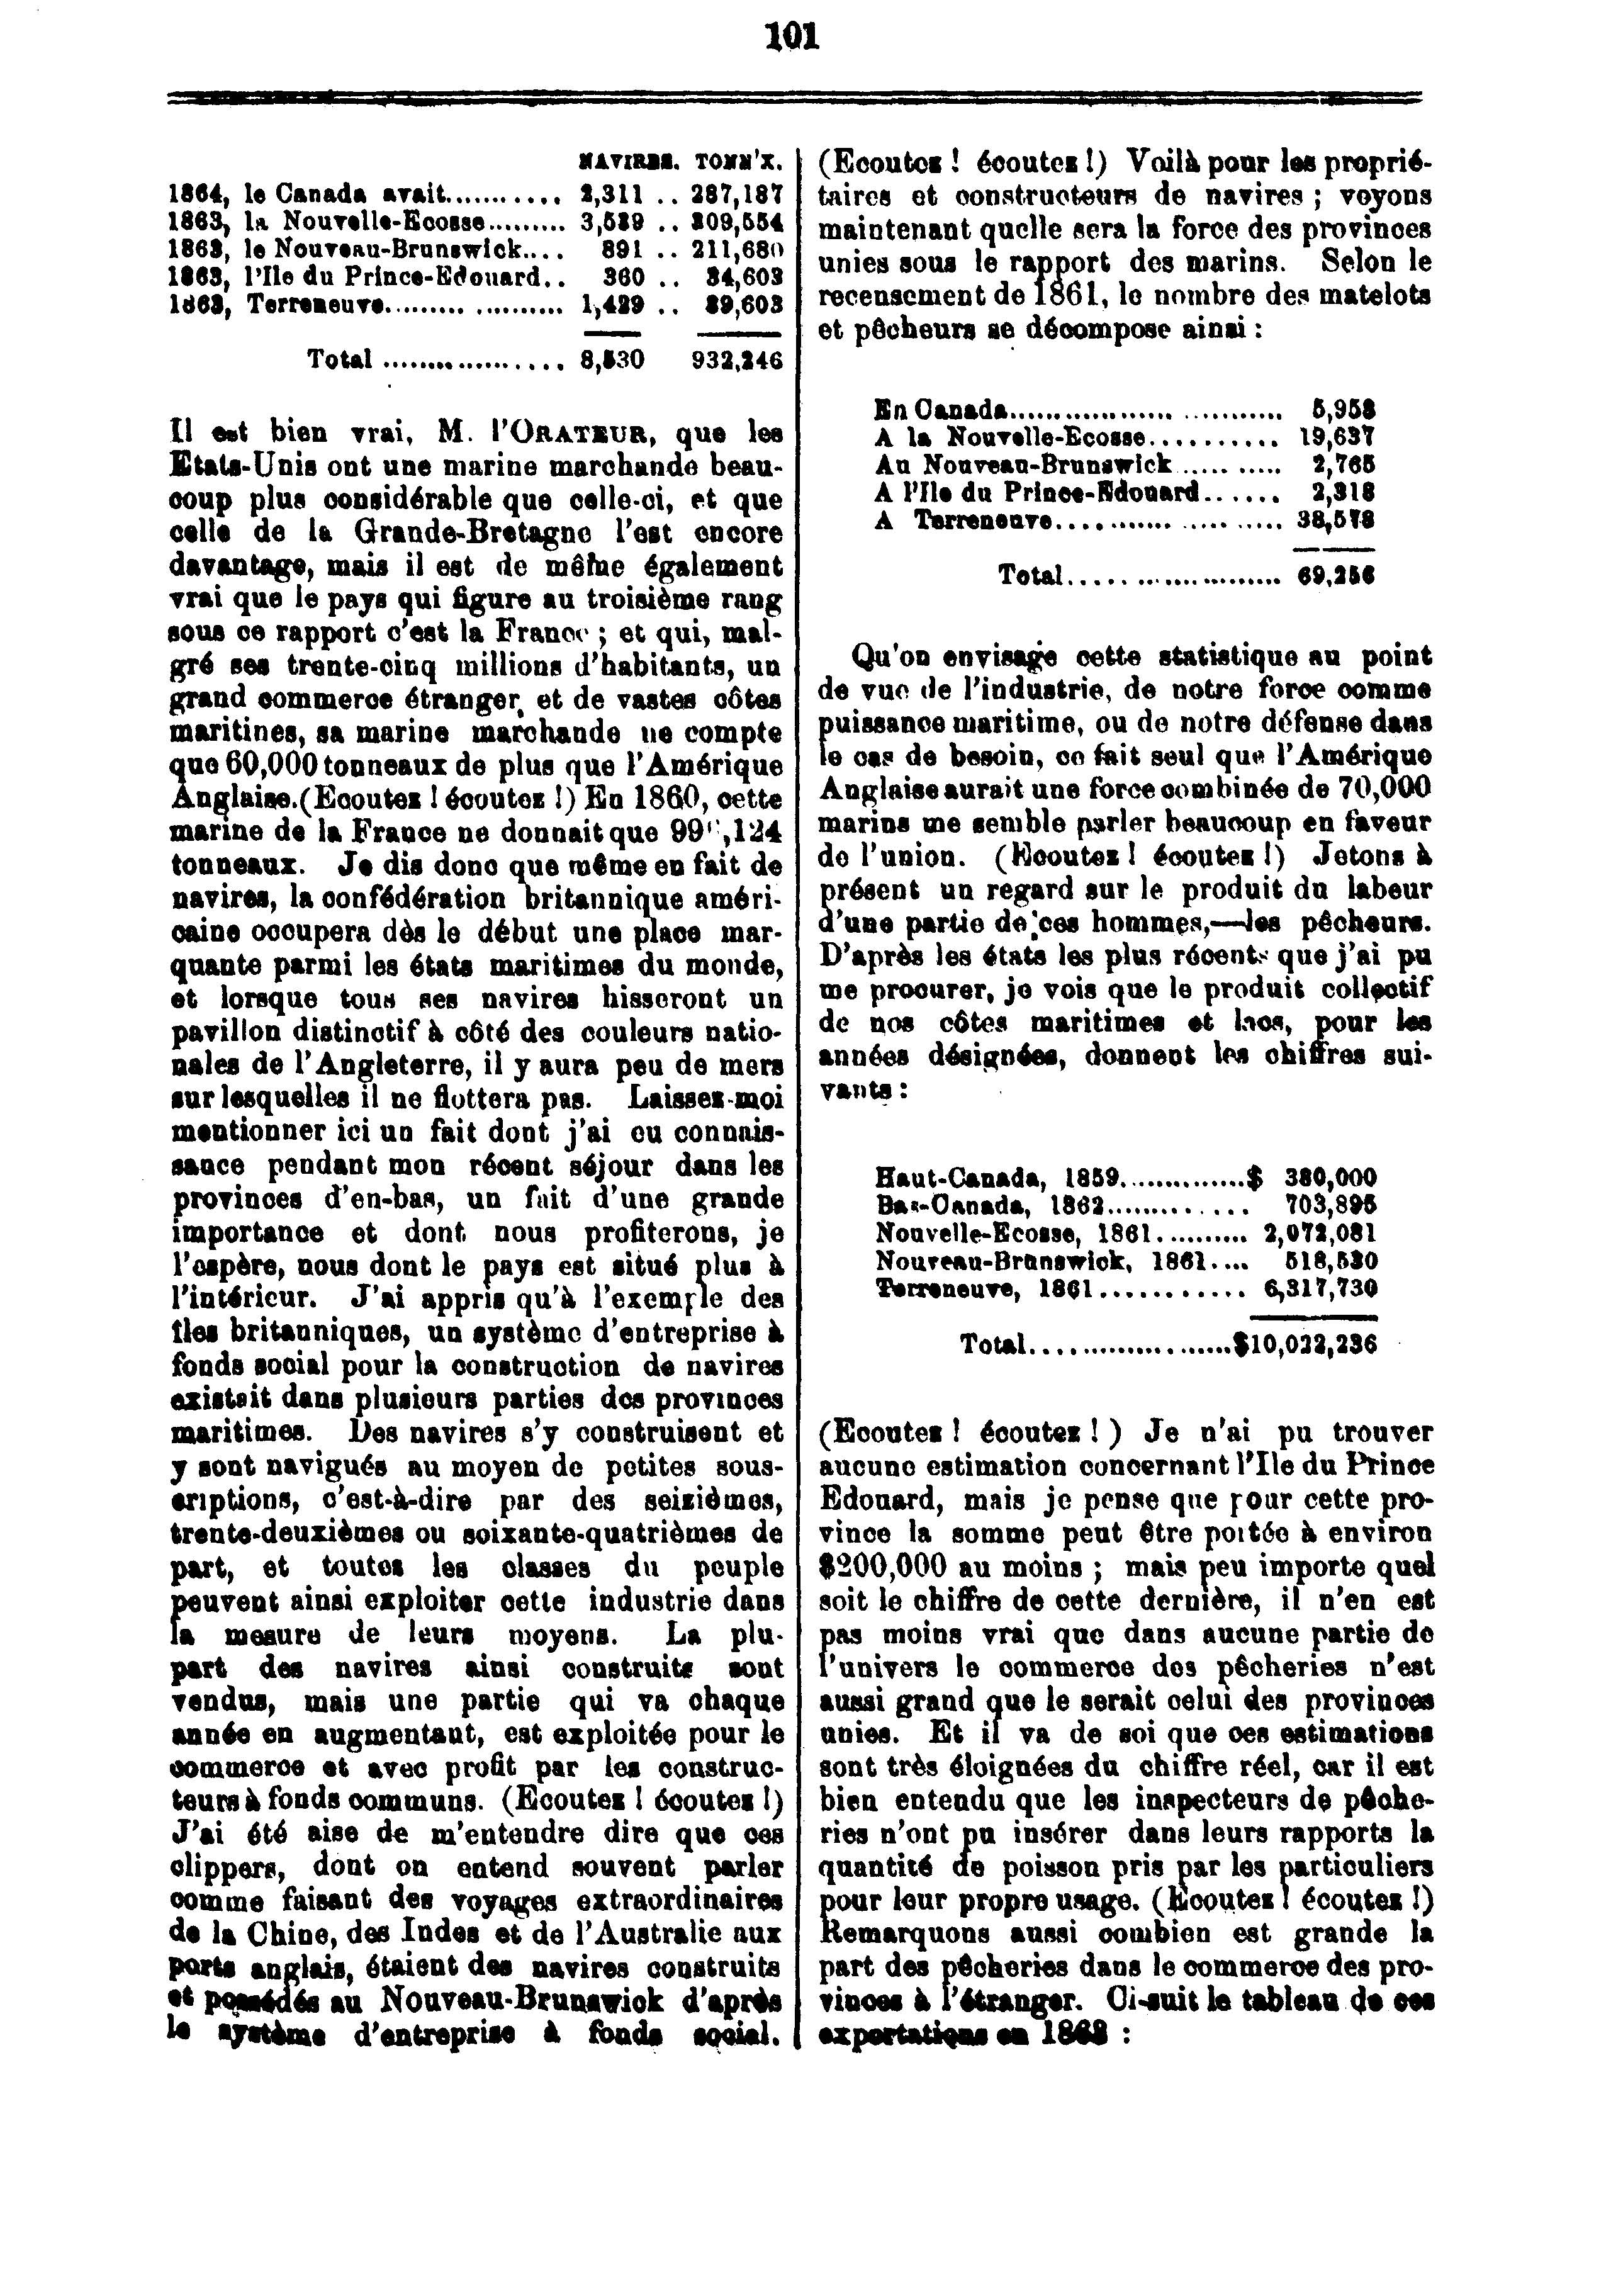 101
NAVIRES. TONN'X.
1864, le Canada avait........... 2,311 .. 287,187
1863, la Nouvelle-Ecosse......... 3,539 .. 309,554
1863, le Nouveau-Brunswick.... 891 .. 211,680
1863, l'Ile du Prince-Edouard.. 360 .. 34,603
1863, Terreneuve................... 1,429 .. 89,603
Total .................. 8,530 932,246
Il est bien vrai, M. l'ORATEUR, que les
Etats-Unis ont une marine marchande beau-
coup plus considérable que celle-ci, et que
celle de la Grande-Bretagne l'est encore
davantage, mais il est de même également
vrai que le pays qui figure au troisième rang
sous ce rapport c'est la France ; et qui, mal-
gré ses trente-cinq millions d'habitants, un
grand commerce étranger, et de vastes côtes
maritines, sa marine marchande ne compte
que 60,000 tonneaux de plus que l'Amérique
Anglaise. (Ecoutez ! écoutez !) En 1860, cette
marine de la France ne donnait que
tonneaux. Je dis donc que même en fait de
navires, la confédération britannique améri-
caine occupera dès le début une place mar-
quante parmi les états maritimes du monde,
et lorsque tous ses navires hisseront un
pavillon distinctif à côté des couleurs natio-
nales de l'Angleterre, il y aura peu de mers
sur lesquelles il ne flottera pas. Laissez-moi
mentionner ici un fait dont j'ai eu connais-
sance pendant mon récent séjour dans les
provinces d'en-bas, un fait d'une grande
importance et dont nous profiterons, je
l'espère, nous dont le pays est situé plus à
l'intérieur. J'ai appris qu'à l'exemple des
îles britanniques, un système d'entreprise à
fonds social pour la construction de navires
existait dans plusieurs parties des provinces
maritimes. Des navires s'y construisent et
y sont navigués au moyen de petites sous-
criptions, c'est-à-dire par des seizièmes,
trente-deuxièmes ou soixante-quatrièmes de
part, et toutes les classes du peuple
peuvent ainsi exploiter cette industrie dans
la mesure de leurs moyens. La plu-
part des navires ainsi construits sont
vendus, mais une partie qui va chaque
année en augmentant, est exploitée pour le
commerce et avec profit par les construc-
teurs à fonds communs. (Ecoutez ! écoutez !)
J'ai été aise de m'entendre dire que ces
clippers, dont on entend souvent parler
comme faisant des voyages extraordinaires
de la Chine, des Indes et de l'Australie aux
ports anglais, étaient des navires construits
et possédés au Nouveau-Brunswick d'après
le système d'entreprise à fonds social.
(Ecoutez ! écoutez !) Voilà pour les proprié-
taires et constructeurs de navires ; voyons
maintenant quelle sera la force des provinces
unies sous le rapport des marins. Selon le
recensement de 1861, le nombre des matelots
et pêcheurs se décompose ainsi :
En Canada............................. 5,958
A la Nouvelle-Ecosse.......... 19,637
Au Nouveau-Brunswick .......... 2,765
A l'Ile du Prince-Edouard...... 2,318
A Terreneuve...................... 38,578
Total........................ 69,256
Qu'on envisage cette statistique au point
de vue de l'industrie, de notre force comme
puissance maritime, ou de notre défense dans
le cas de besoin, ce fait seul que l'Amérique
Anglaise aurait une force combinée de 70,000
marins me semble parler beaucoup en faveur
de l'union. (Ecoutez ! écoutez !) Jetons à
présent un regard sur le produit du labeur
d'une partie de ces hommes,—les pêcheurs.
D'après les états les plus récents que j'ai pu
me procurer, je vois que le produit collectif
de nos côtes maritimes et lacs, pour les
années désignées, donnent les chiffres sui-
vants :
Haut-Canada, 1859..............$ 380,000
Bas-Canada, 1862............. 703,895
Nouvelle-Ecosse, 1861.......... 2,072,081
Nouveau-Brunswick, 1861.... 518,530
Terreneuve, 1861........... 6,317,730
Total.....................$10,022,236
(Ecoutez ! écoutez ! ) Je n'ai pu trouver
aucune estimation concernant l'Ile du Prince
Edouard, mais je pense que pour cette pro-
vince la somme peut être portée à environ
$200,000 au moins ; mais peu importe quel
soit le chiffre de cette dernière, il n'en est
pas moins vrai que dans aucune partie de
l'univers le commerce des pêcheries n'est
aussi grand que le serait celui des provinces
unies. Et il va de soi que ces estimations
sont très éloignées du chiffre réel, car il est
bien entendu que les inspecteurs de pêche-
ries n'ont pu insérer dans leurs rapports la
quantité de poisson pris par les particuliers
pour leur propre usage. (Ecoutez ! écoutez !)
Remarquons aussi combien est grande la
part des pêcheries dans le commerce des pro-
vinces à l'étranger. Ci-suit le tableau de ces
exportations en 1863 :